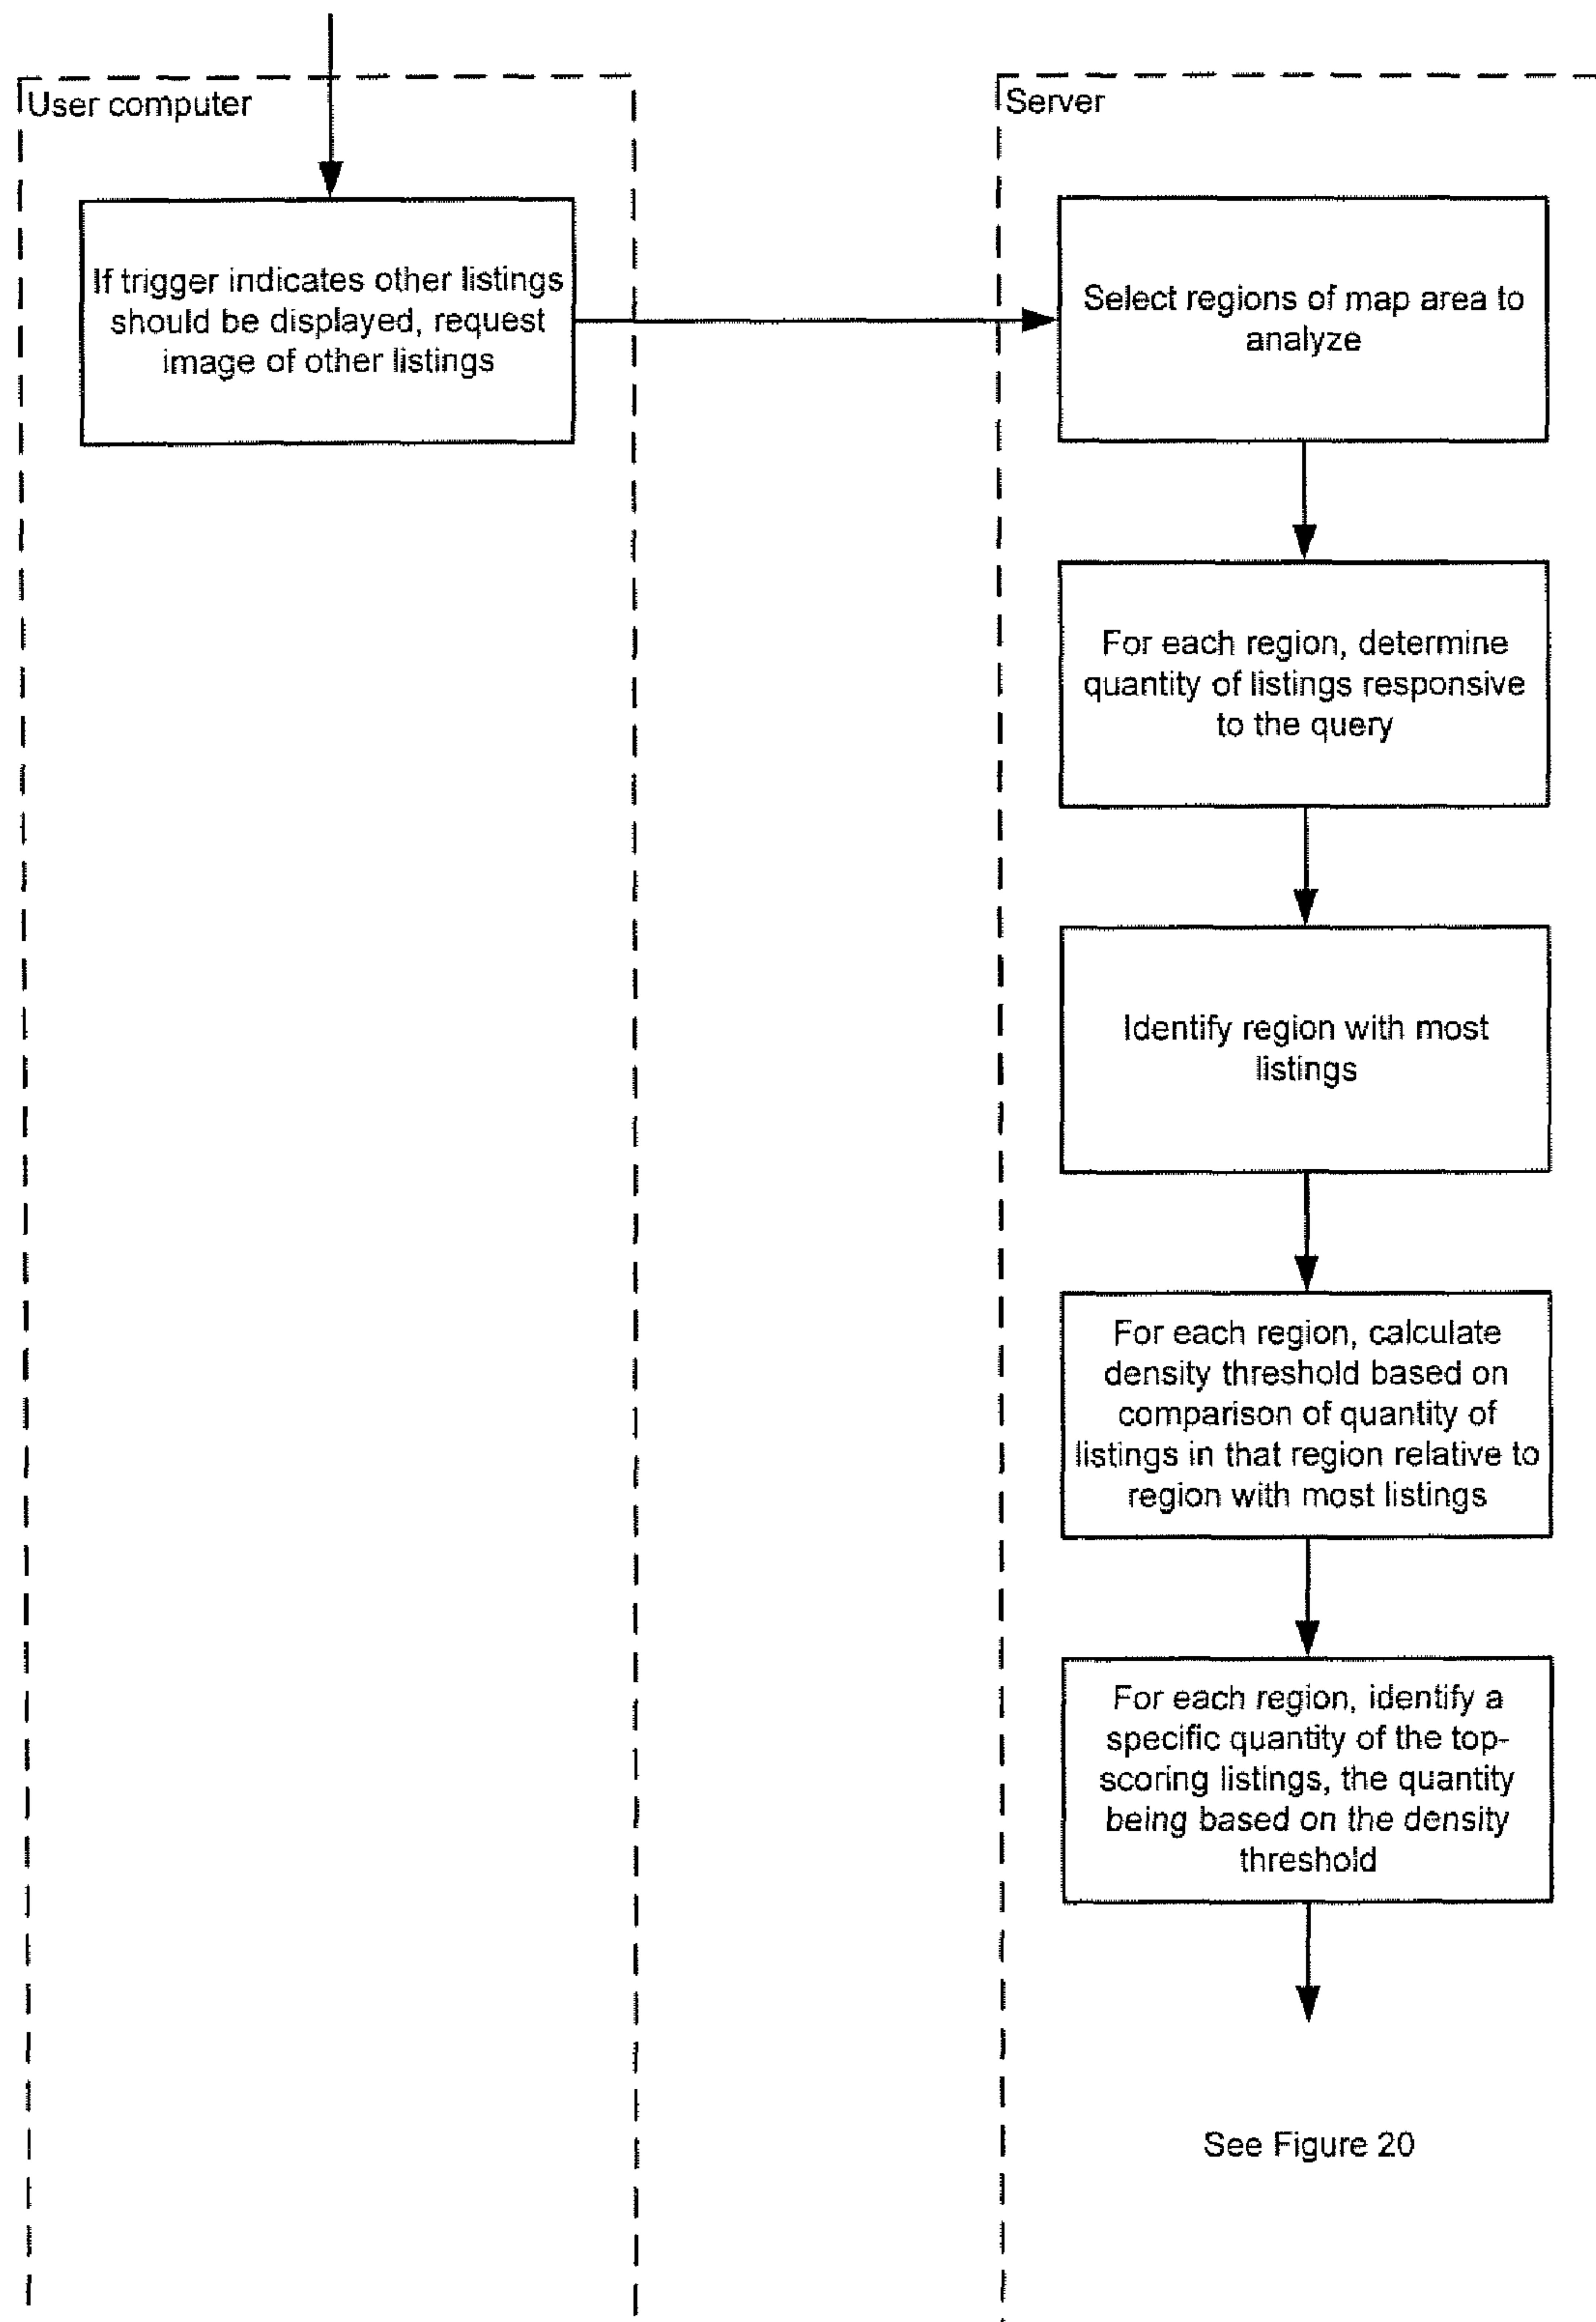 User computer
If trigger indicates other listings
should be displayed, request
image of other listings
Server
Select regions of map area to
analyze
For each region, determine
quantity of listings responsive
to the query
Identify region with most
listings
For each region, calculate
density threshold based on
comparison of quantity of
listings in that region relative to
region with most listings
For each region, identify a
specific quantity of the top-
scoring listings, the quantity
being based on the density
threshold
See Figure 20